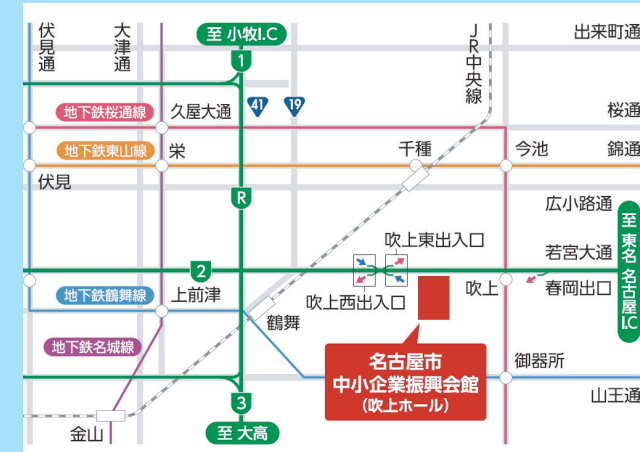 伏見通
大津通
至 小牧I.C
1
JR中央線
出来町通
41
19
地下鉄桜通線
久屋大通
桜通
地下鉄東山線
栄
千種
今池
錦通
伏見
R
広小路通
吹上東出入口
若宮大通
至 東名 名古屋I.C
2
地下鉄鶴舞線
上前津
吹上西出入口
吹上
春岡出口
鶴舞
地下鉄名城線
名古屋市
中小企業振興会館
(吹上ホール)
御器所
山王通
3
金山
至 大高